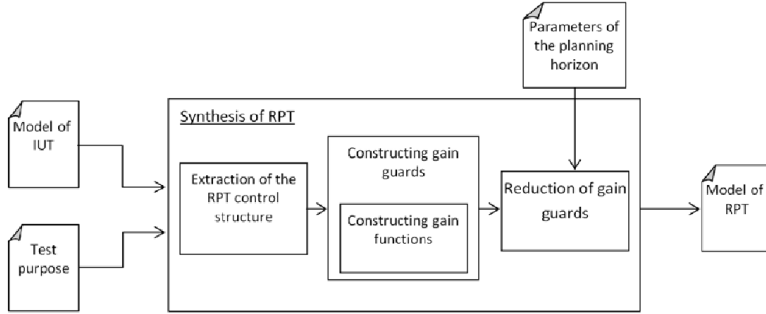 Parameters of
the planning
horizon
Model of
IUT
Test
purpose
Synthesis of RPT
Extraction of the
RPT control
structure
Constructing gain
guards
Constructing gain
functions
Reduction of gain
guards
Model of
RPT